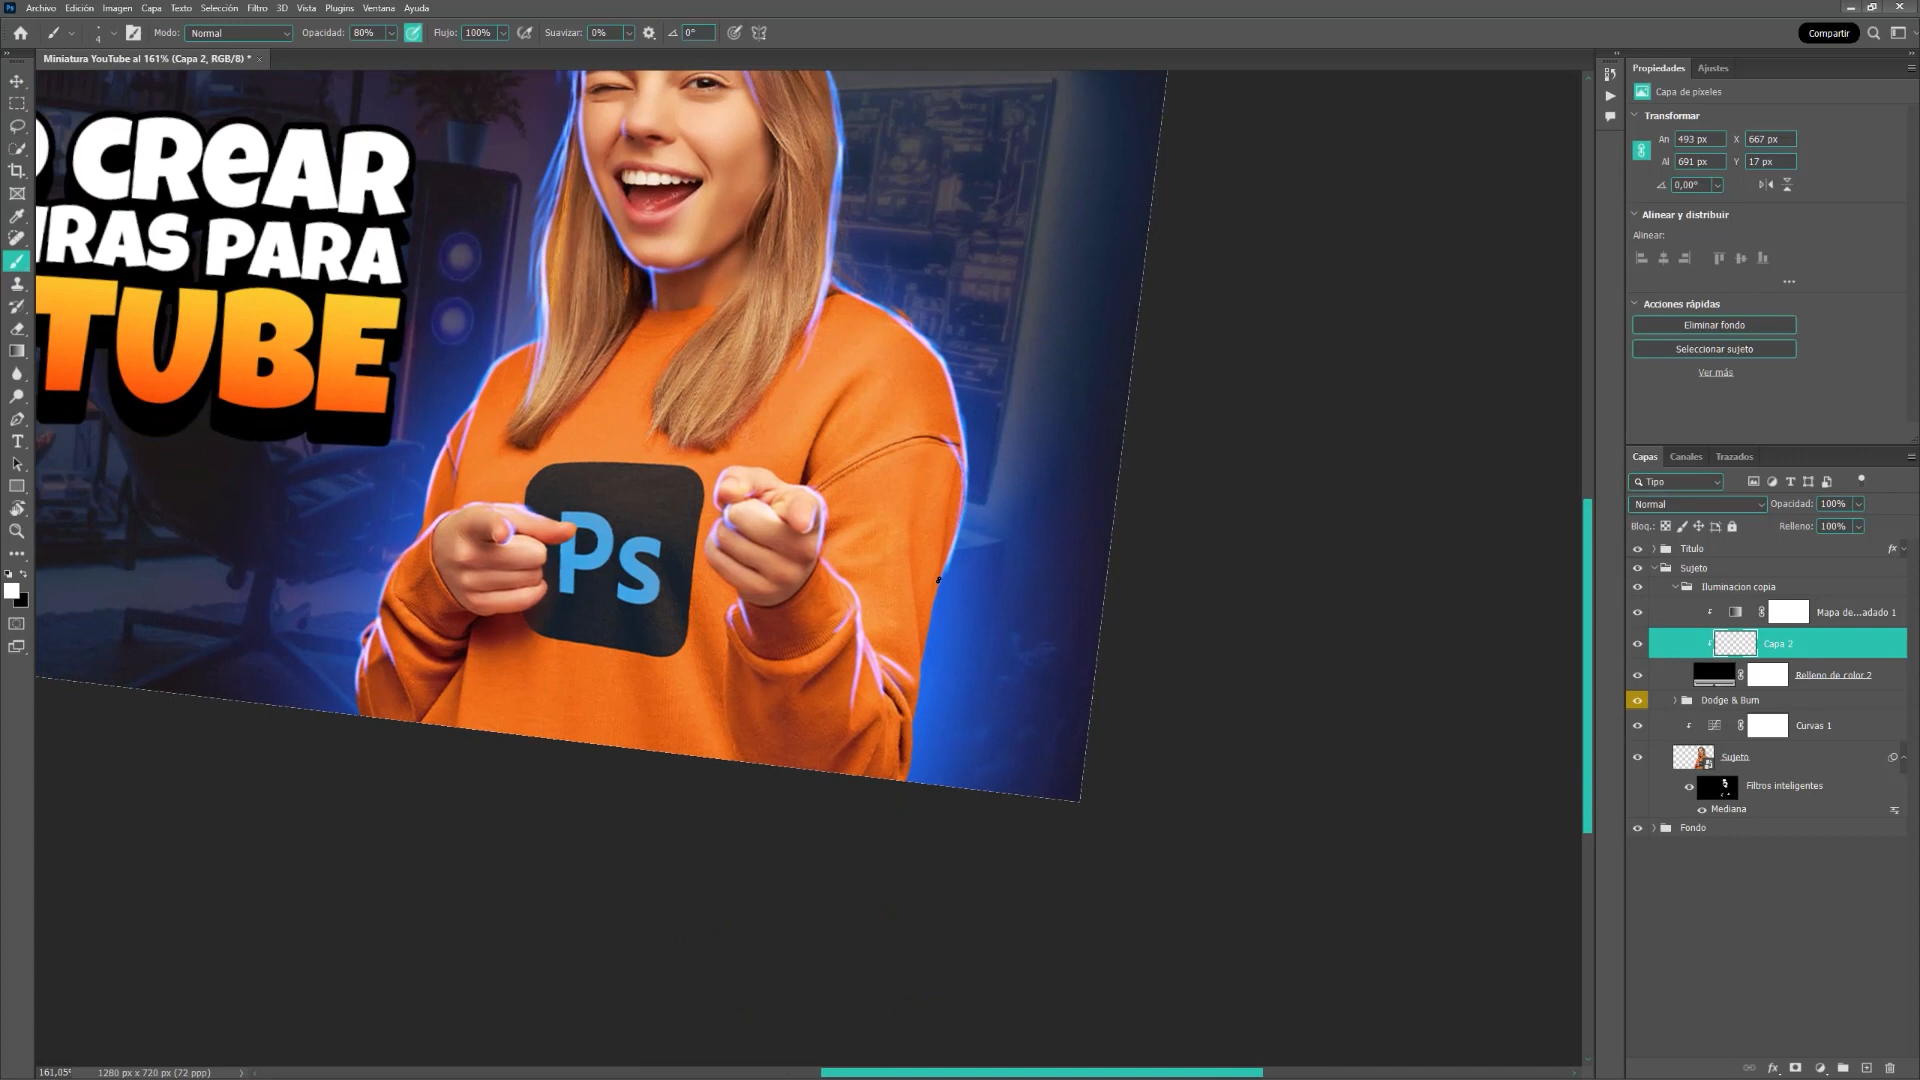 Ps Archivo Edición Imagen Capa Texto Selección Filtro 3D Vista Plugins Ventana Ayuda
4 Modo: Normal Opacidad: 80% Flujo: 100% Suavizar: 0% 0° Compartir
Miniatura YouTube al 161% (Capa 2, RGB/8) * ×
CREAR
URAS PARA
TUBE
Ps
Propiedades Ajustes
Capa de píxeles
Transformar
An 493 px X 667 px
Al 691 px Y 17 px
0,00°
Alinear y distribuir
Alinear:
Acciones rápidas
Eliminar fondo
Seleccionar sujeto
Ver más
Capas Canales Trazados
Tipo
Normal Opacidad: 100%
Bloq.: Relleno: 100%
Titulo fx
Sujeto
Iluminacion copia
Mapa de...adado 1
Capa 2
Relleno de color 2
Dodge & Burn
Curvas 1
Sujeto
Filtros inteligentes
Mediana
Fondo
161,05% 1280 px x 720 px (72 ppp)
fx